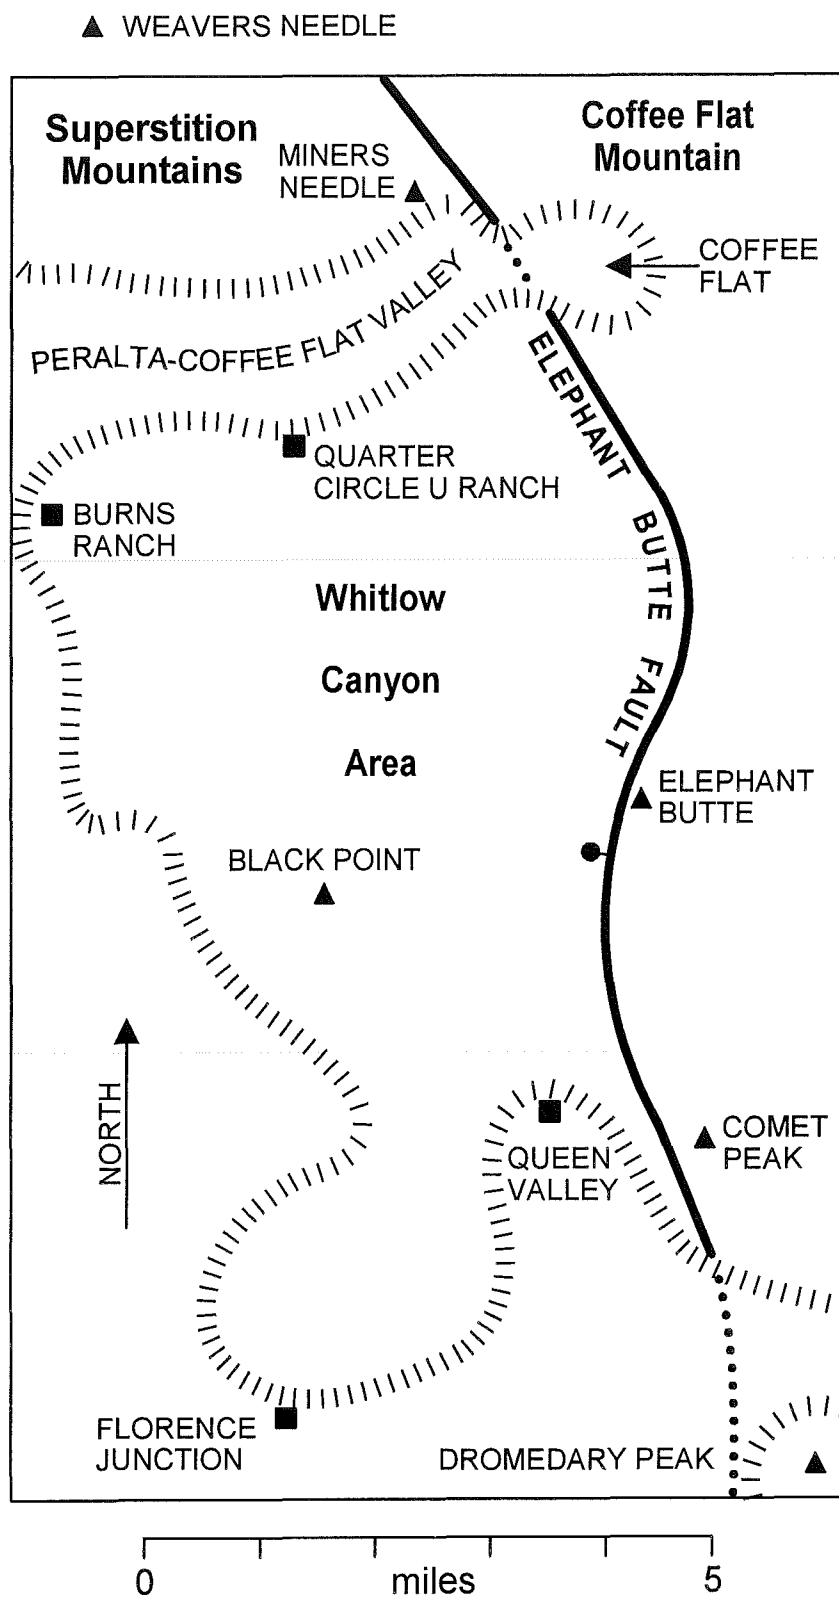 WEAVERS NEEDLE
Superstition
Mountains
Coffee Flat
Mountain
MINERS
NEEDLE
COFFEE
FLAT
PERALTA-COFFEE FLAT VALLEY
ELEPHANT BUTTE FAULT
QUARTER
CIRCLE U RANCH
BURNS
RANCH
Whitlow
Canyon
Area
ELEPHANT
BUTTE
BLACK POINT
NORTH
COMET
PEAK
QUEEN
VALLEY
FLORENCE
JUNCTION
DROMEDARY PEAK
0 miles 5